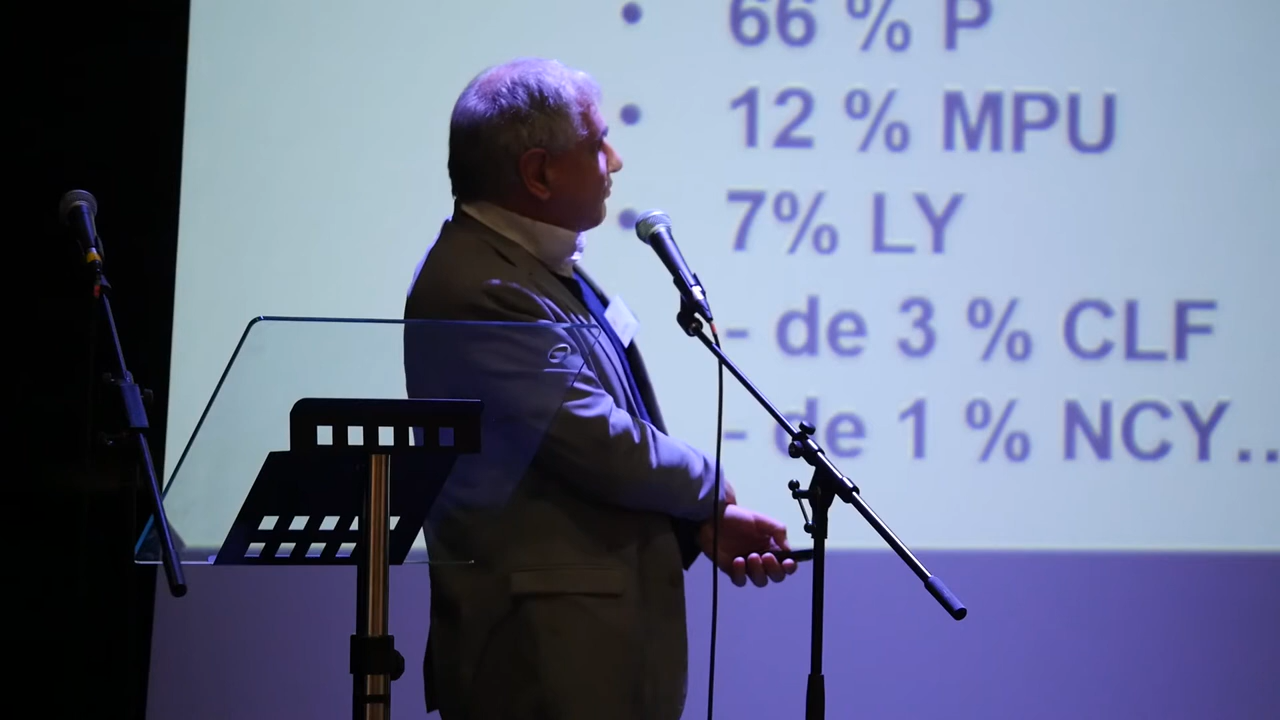 • 66 % P
• 12 % MPU
• 7% LY
- de 3 % CLF
- de 1 % NCY..